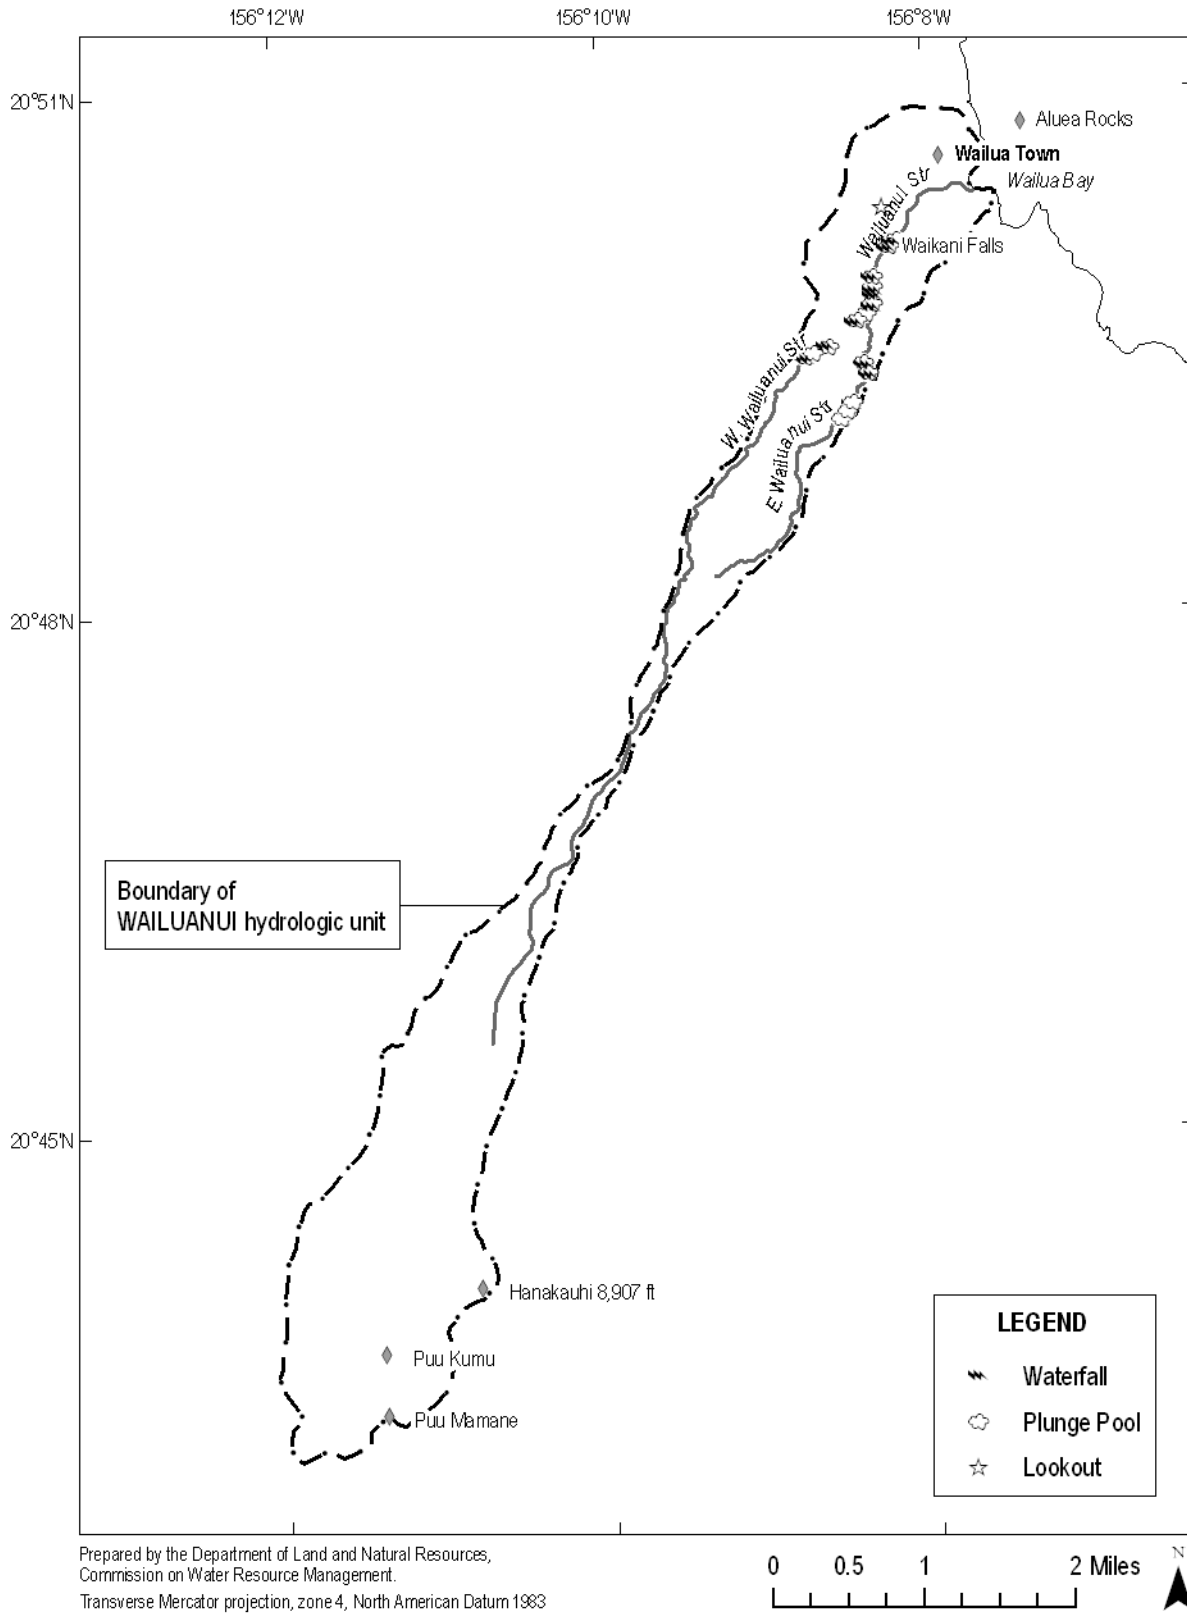 156°12'W
156°10'W
156°8'W
20°51'N
Aluea Rocks
Wailua Town
Wailua Bay
Wailuanui Str
Waikani Falls
W. Wailuanui Str
E. Wailuanui Str
20°48'N
Boundary of
WAILUANUI hydrologic unit
20°45'N
Hanakauhi 8,907 ft
Puu Kumu
Puu Mamane
LEGEND
Waterfall
Plunge Pool
Lookout
Prepared by the Department of Land and Natural Resources,
Commission on Water Resource Management.
Transverse Mercator projection, zone 4, North American Datum 1983
0 0.5 1 2 Miles
N